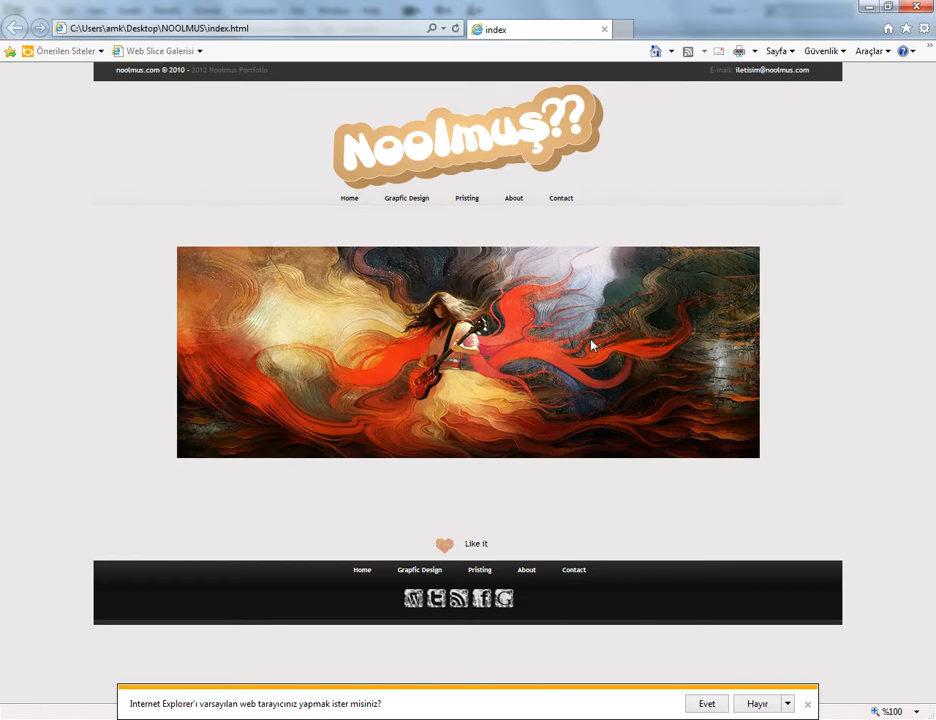 C:\Users\amk\Desktop\NOOLMUS\index.html
index
Önerilen Siteler
Web Slice Galerisi
Sayfa
Güvenlik
Araçlar
noolmus.com © 2010 - 2012 Noolmus Portfolio
E-mail: iletisim@noolmus.com
Noolmuş??
Home
Grapfic Design
Pristing
About
Contact
Like it
Home
Grapfic Design
Pristing
About
Contact
Internet Explorer'ı varsayılan web tarayıcınız yapmak ister misiniz?
Evet
Hayır
%100